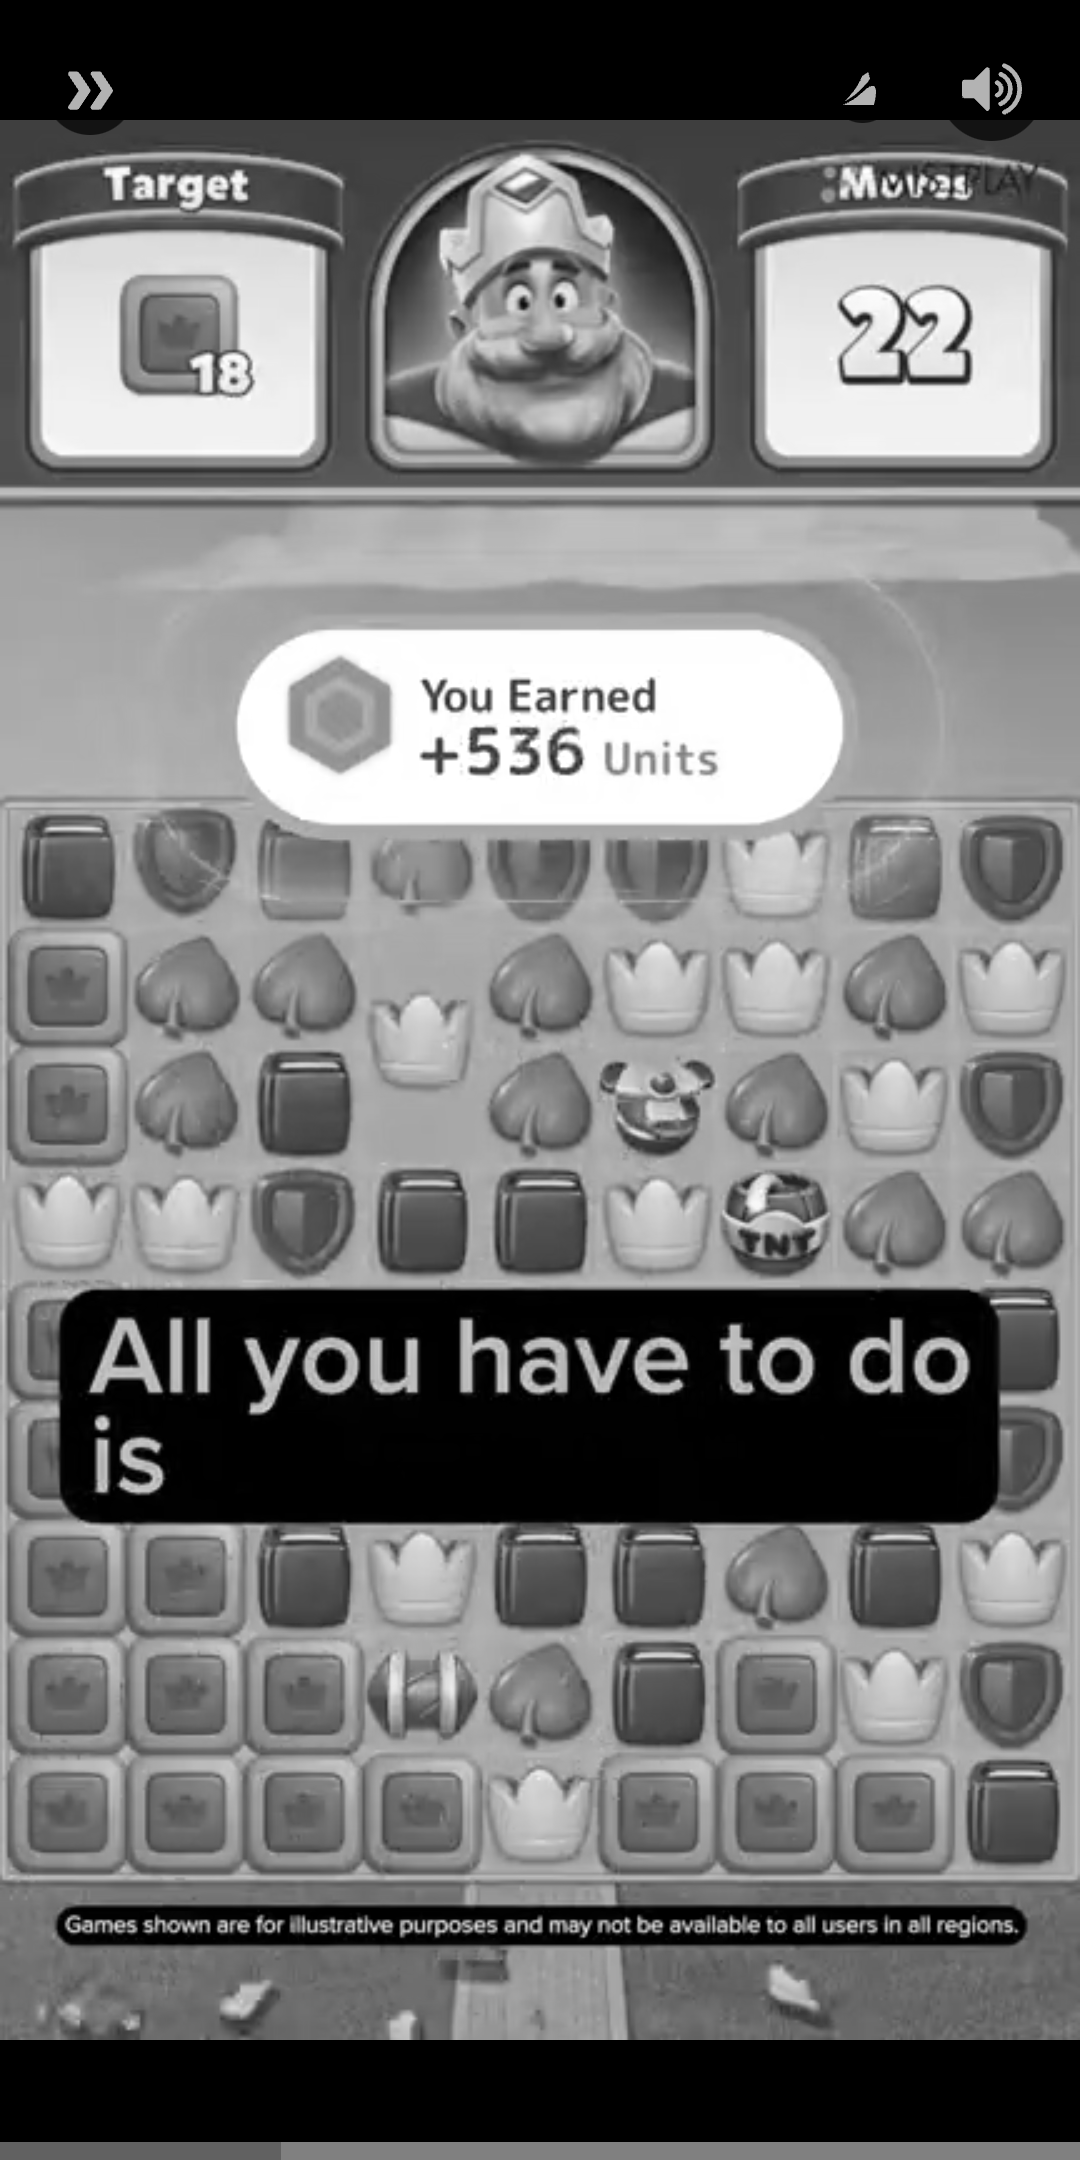 Target
Moves
18
22
You Earned
+536 Units
TNT
All you have to do
is
Games shown are for illustrative purposes and may not be available to all users in all regions.